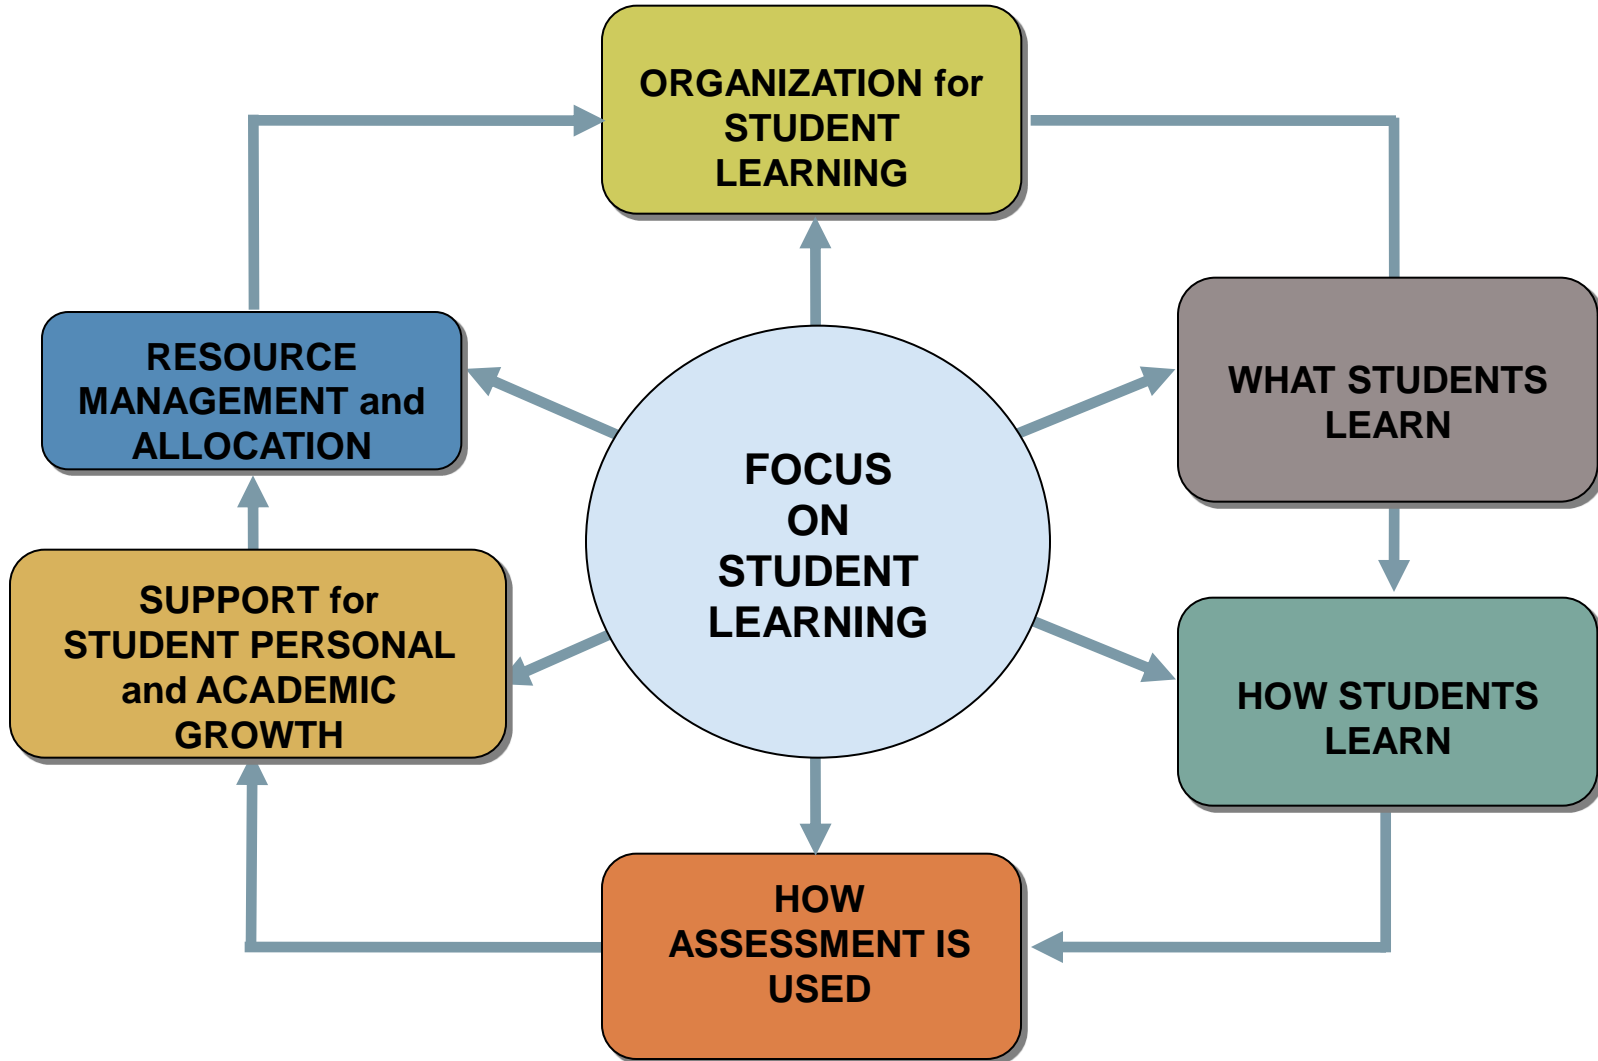 ORGANIZATION for
STUDENT
LEARNING
WHAT STUDENTS
LEARN
HOW STUDENTS
LEARN
HOW
ASSESSMENT IS
USED
SUPPORT for
STUDENT PERSONAL
and ACADEMIC
GROWTH
RESOURCE
MANAGEMENT and
ALLOCATION
FOCUS
ON
STUDENT
LEARNING